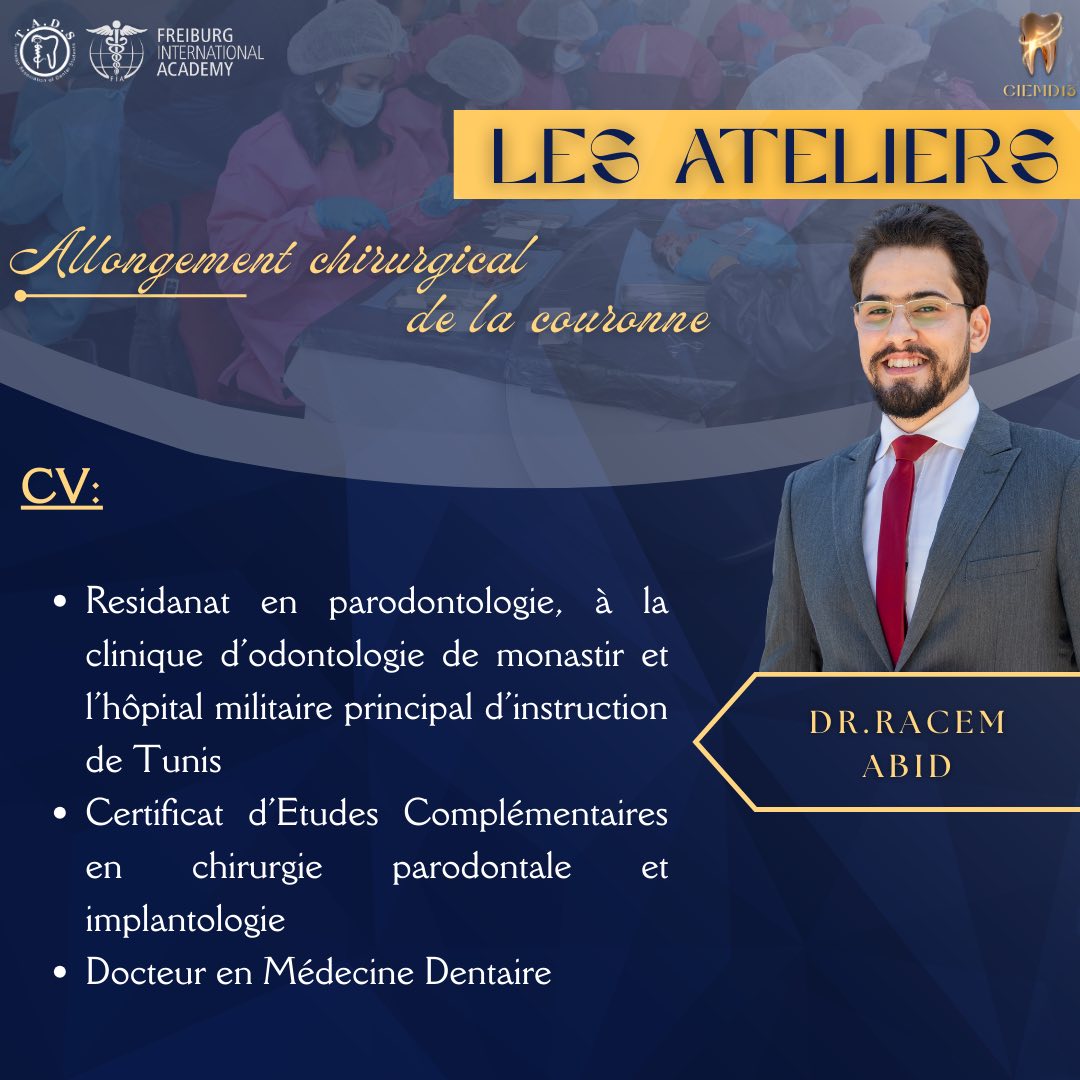 T.A.D.S
FREIBURG
INTERNATIONAL
ACADEMY
F I A
CIEMD15
LES ATELIERS
Allongement chirurgical
de la couronne
CV:
• Residanat en parodontologie, à la
clinique d'odontologie de monastir et
l'hôpital militaire principal d'instruction
de Tunis
• Certificat d'Etudes Complémentaires
en chirurgie parodontale et
implantologie
• Docteur en Médecine Dentaire
DR.RACEM
ABID